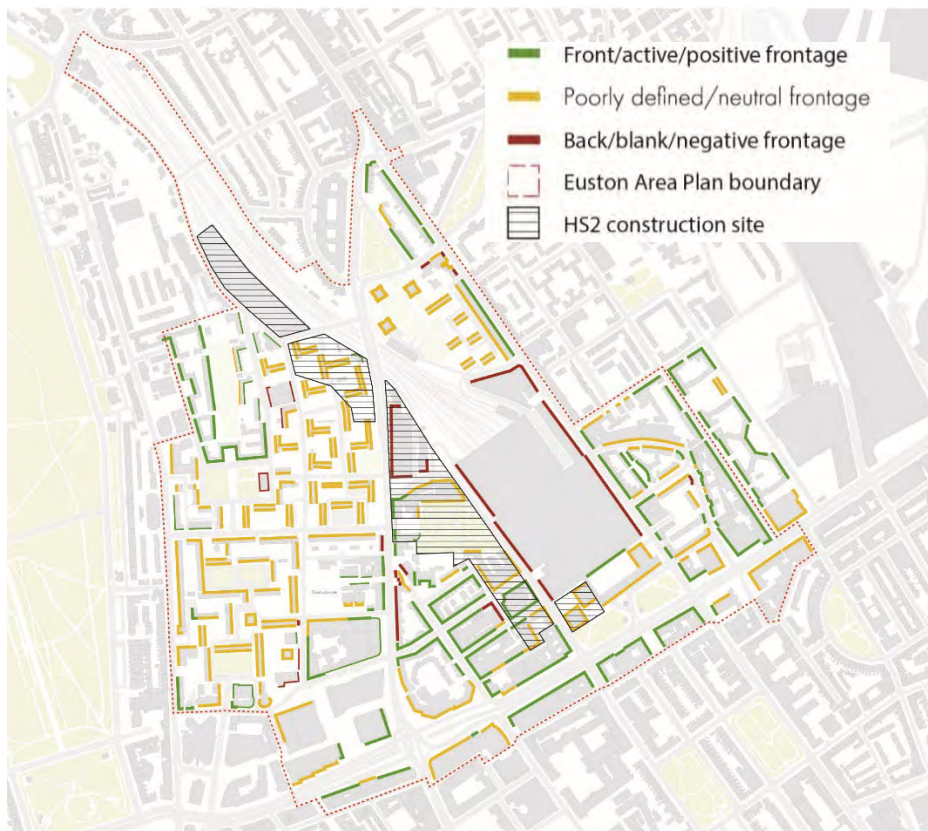 Front/active/positive frontage
Poorly defined/neutral frontage
Back/blank/negative frontage
Euston Area Plan boundary
HS2 construction site